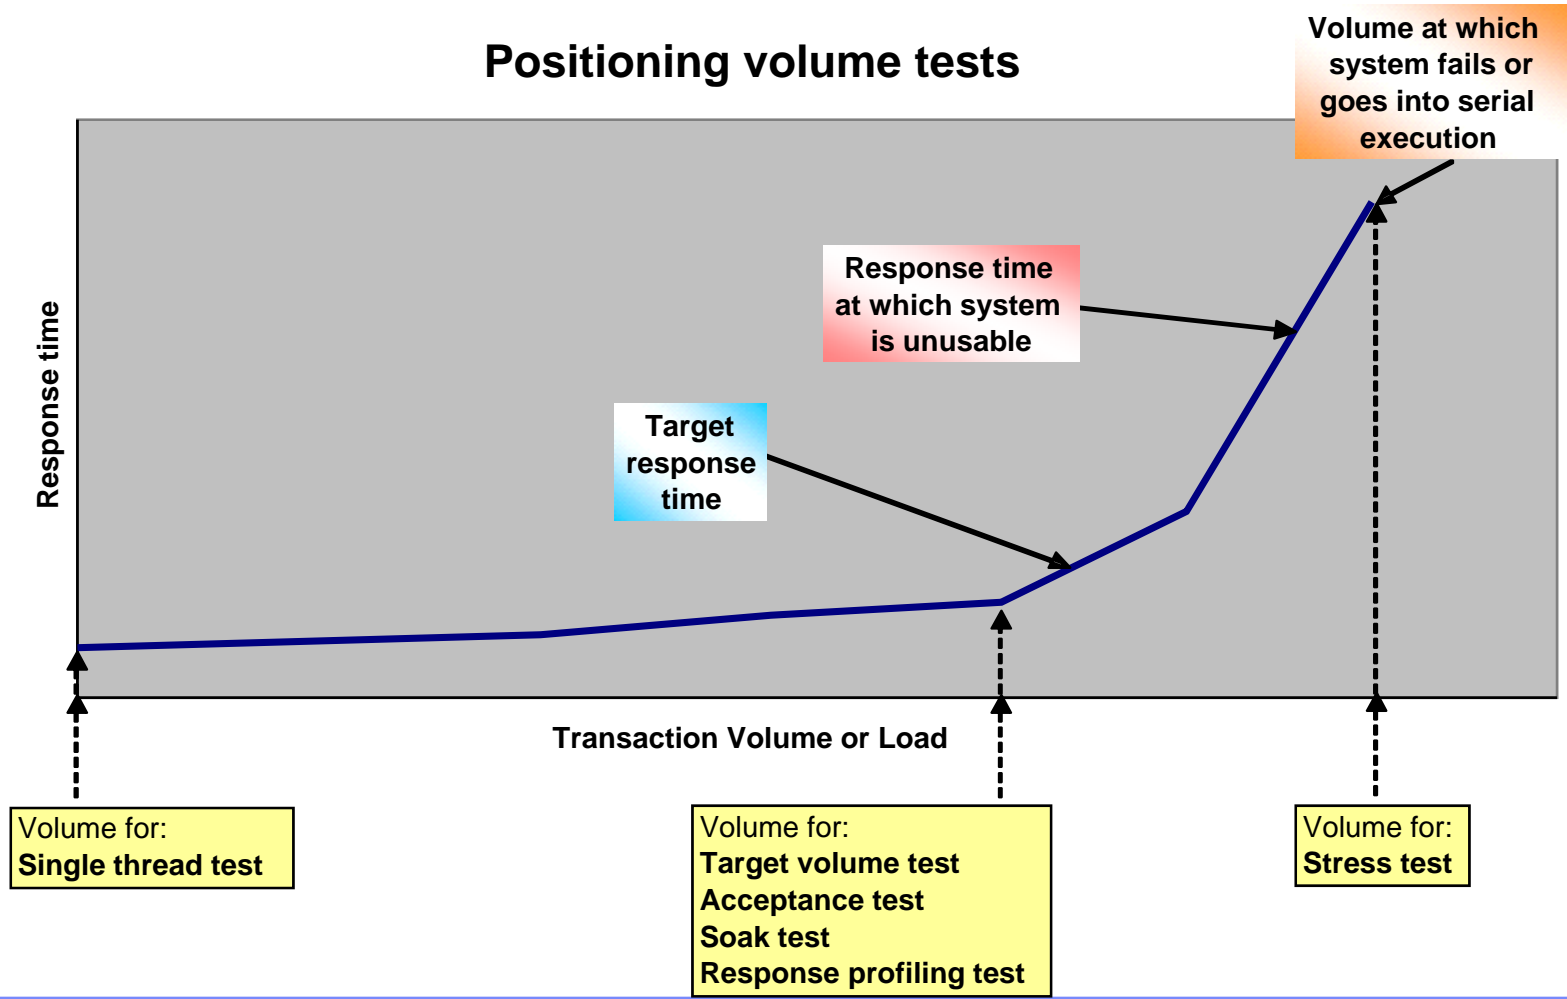 Positioning volume tests
Volume at which
system fails or
goes into serial
execution
Response time
at which system
is unusable
Target
response
time
Response time
Transaction Volume or Load
Volume for:
Single thread test
Volume for:
Target volume test
Acceptance test
Soak test
Response profiling test
Volume for:
Stress test